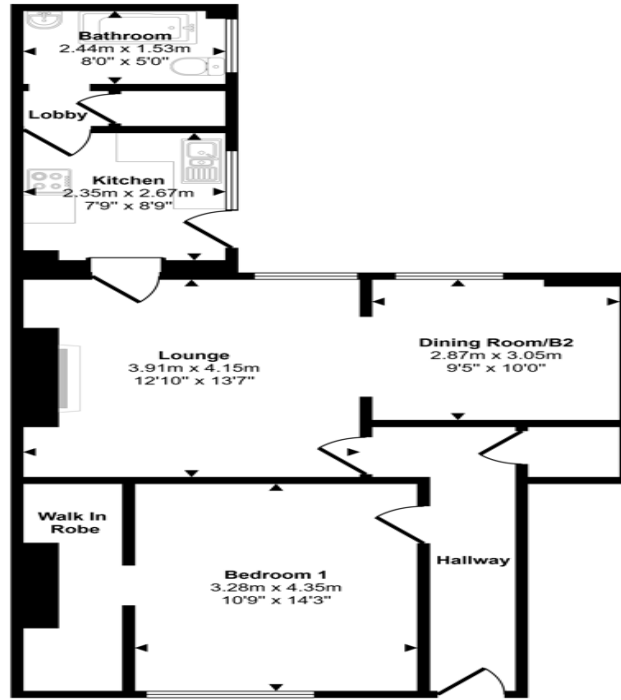 Bathroom
2.44m x 1.53m
8'0" x 5'0"
Lobby
Kitchen
2.35m x 2.67m
7'9" x 8'9"
Lounge
3.91m x 4.15m
12'10" x 13'7"
Dining Room/B2
2.87m x 3.05m
9'5" x 10'0"
Walk In
Robe
Bedroom 1
3.28m x 4.35m
10'9" x 14'3"
Hallway